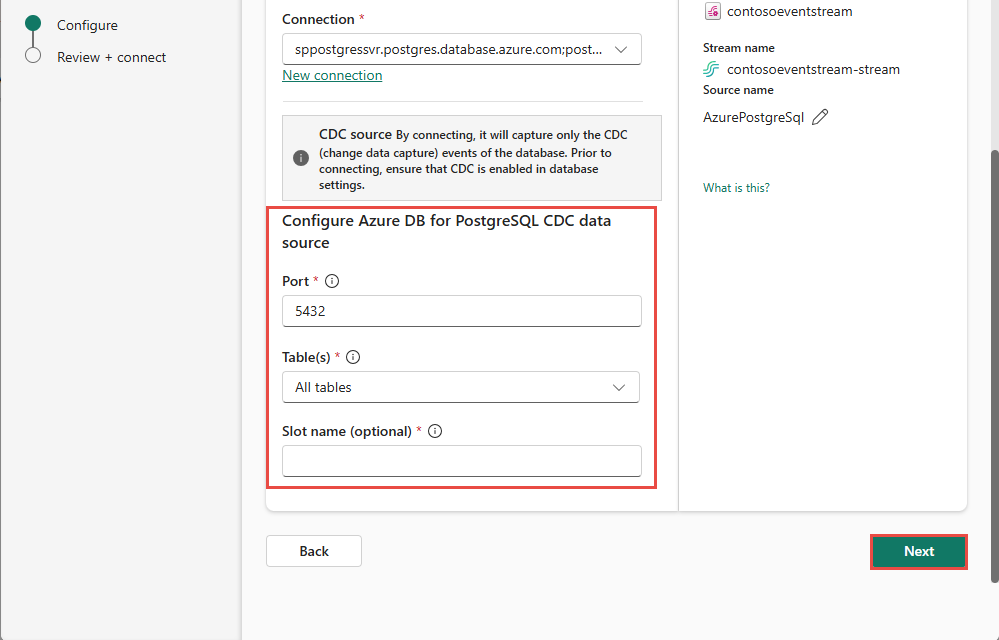 Configure
Review + connect
Connection *
sppostgressvr.postgres.database.azure.com;post...
New connection
CDC source By connecting, it will capture only the CDC
(change data capture) events of the database. Prior to
connecting, ensure that CDC is enabled in database
settings.
Configure Azure DB for PostgreSQL CDC data
source
Port *
5432
Table(s) *
All tables
Slot name (optional) *
Back
Next
contosoeventstream
Stream name
contosoeventstream-stream
Source name
AzurePostgreSql
What is this?